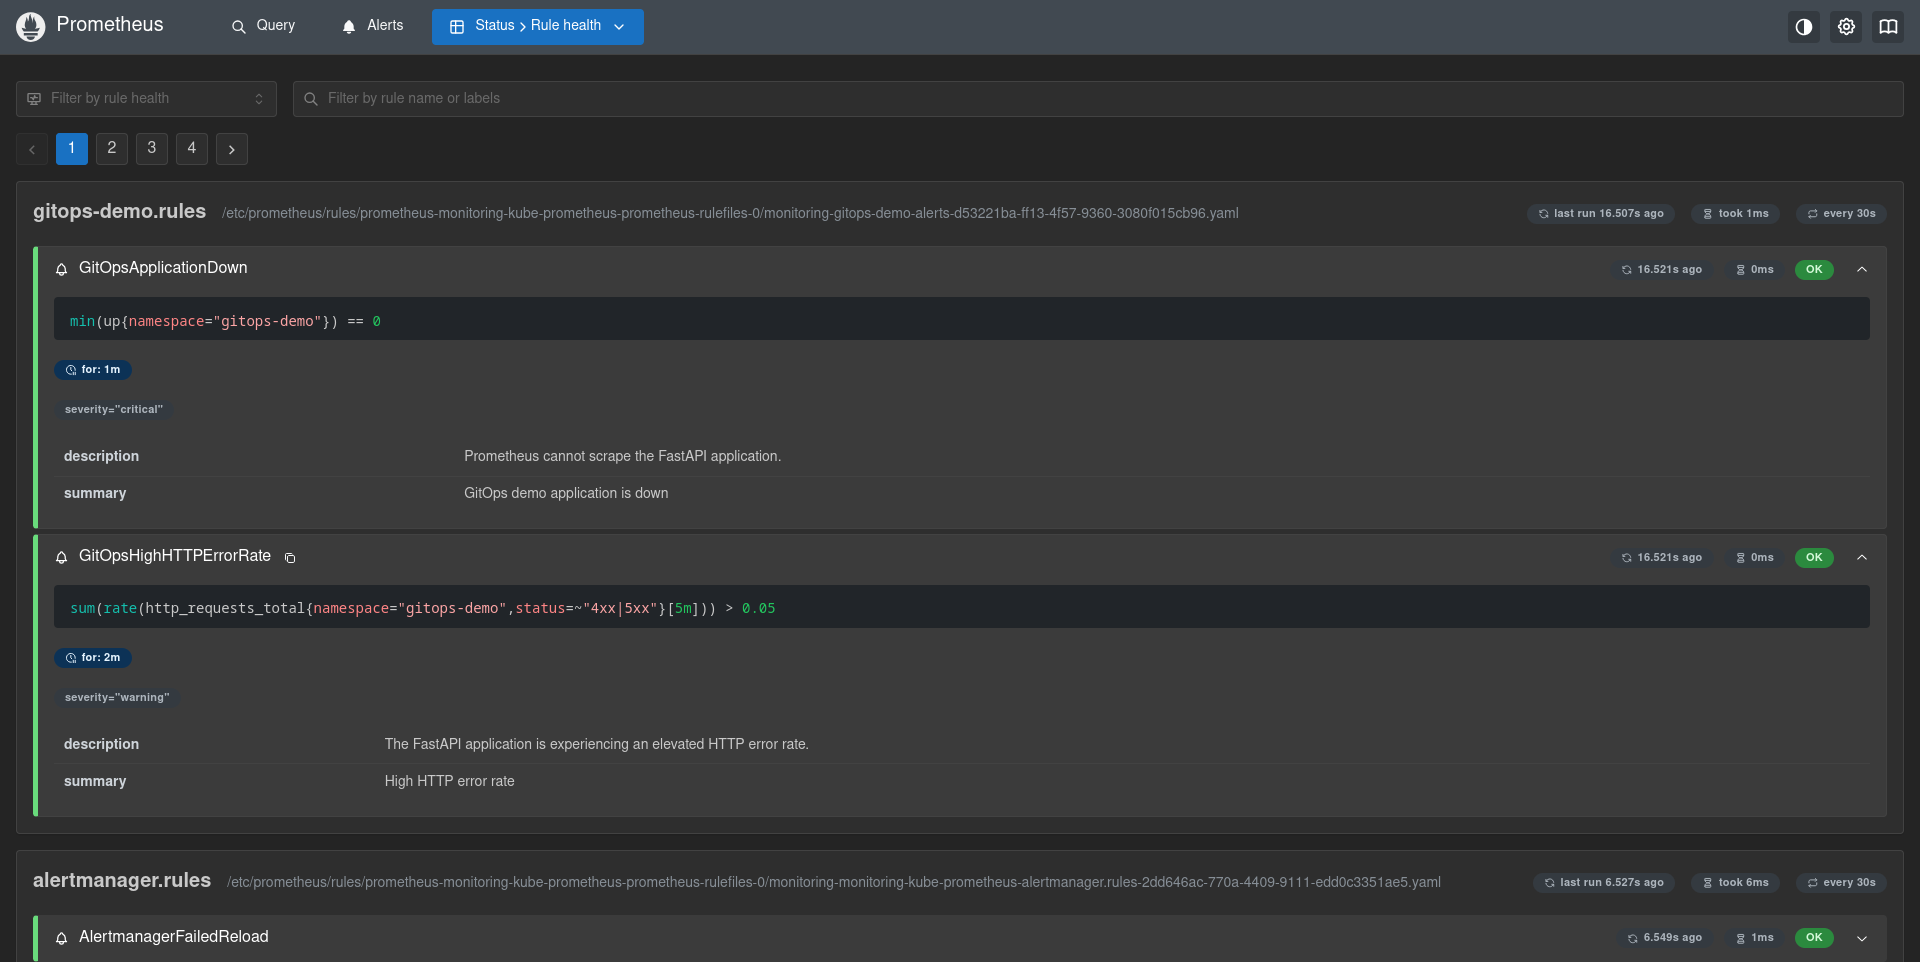 Prometheus Query Alerts Status > Rule health
Filter by rule health Filter by rule name or labels
< 1 2 3 4 >
gitops-demo.rules /etc/prometheus/rules/prometheus-monitoring-kube-prometheus-prometheus-rulefiles-0/monitoring-gitops-demo-alerts-d53221ba-ff13-4f57-9360-3080f015cb96.yaml last run 16.507s ago took 1ms every 30s
GitOpsApplicationDown 16.521s ago 0ms OK
min(up{namespace="gitops-demo"}) == 0
for: 1m
severity="critical"
description Prometheus cannot scrape the FastAPI application.
summary GitOps demo application is down
GitOpsHighHTTPErrorRate 16.521s ago 0ms OK
sum(rate(http_requests_total{namespace="gitops-demo",status=~"4xx|5xx"}[5m])) > 0.05
for: 2m
severity="warning"
description The FastAPI application is experiencing an elevated HTTP error rate.
summary High HTTP error rate
alertmanager.rules /etc/prometheus/rules/prometheus-monitoring-kube-prometheus-prometheus-rulefiles-0/monitoring-monitoring-kube-prometheus-alertmanager.rules-2dd646ac-770a-4409-9111-edd0c3351ae5.yaml last run 6.527s ago took 6ms every 30s
AlertmanagerFailedReload 6.549s ago 1ms OK